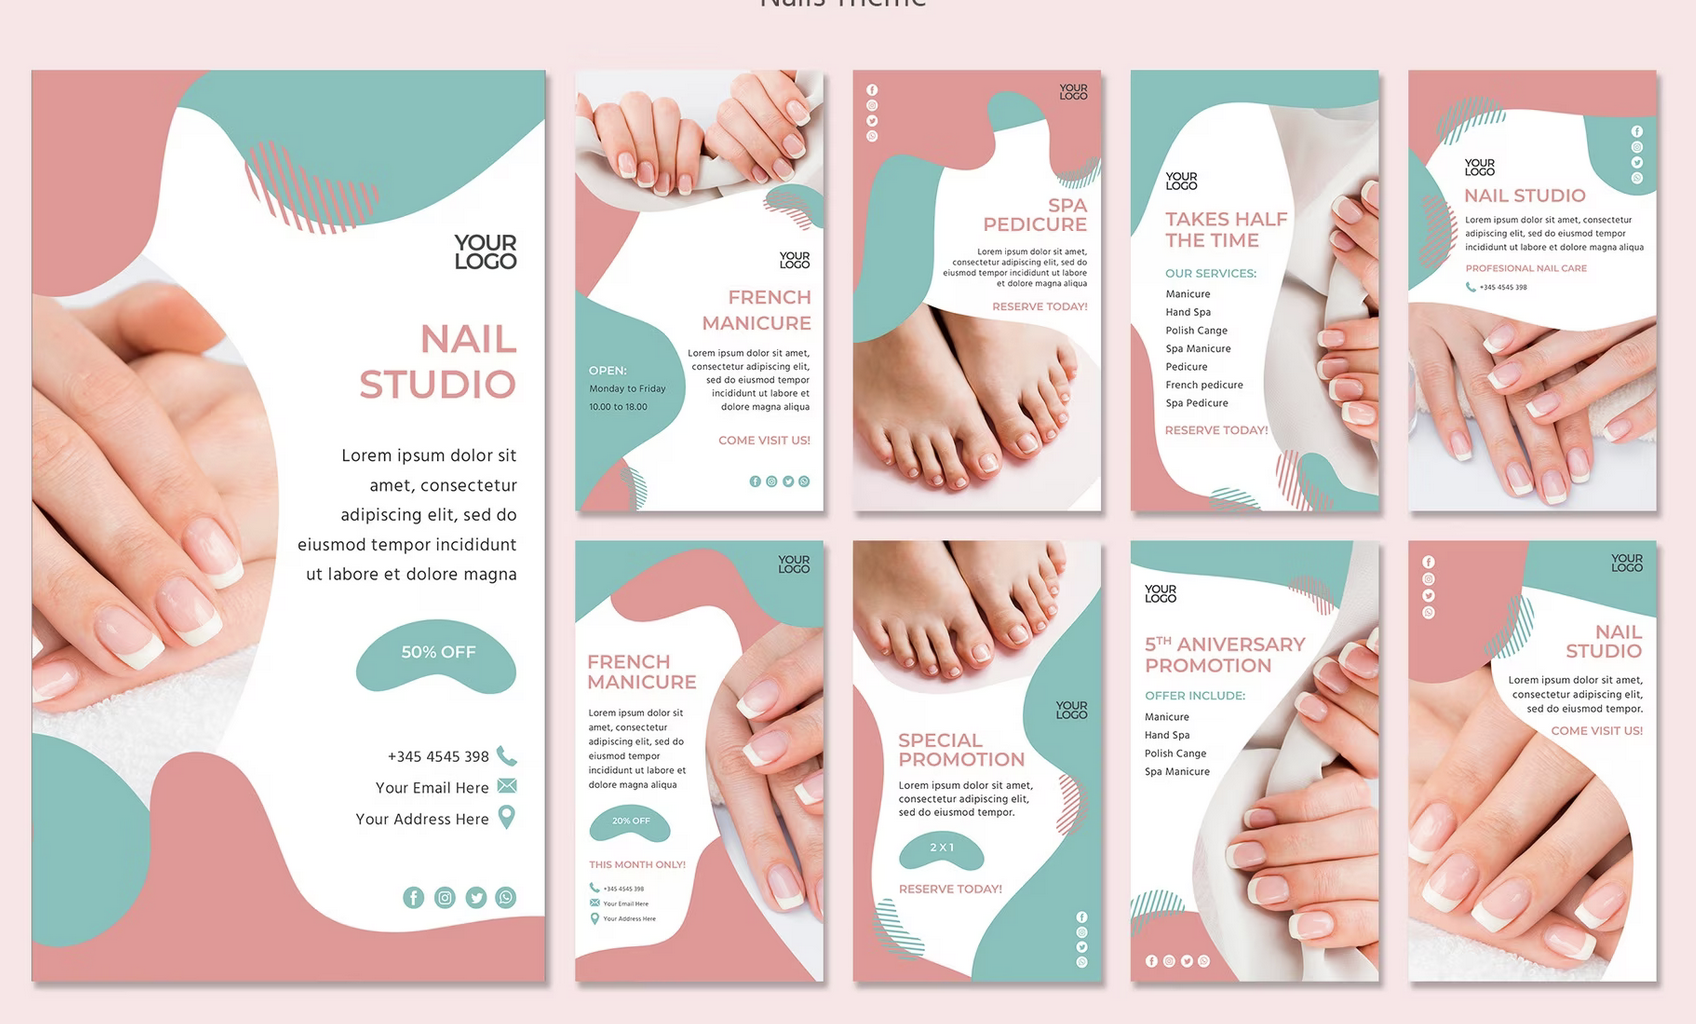 Nails Theme
YOUR
LOGO
NAIL
STUDIO
Lorem ipsum dolor sit
amet, consectetur
adipiscing elit, sed do
eiusmod tempor incididunt
ut labore et dolore magna
50% OFF
+345 4545 398
Your Email Here
Your Address Here
YOUR
LOGO
FRENCH
MANICURE
Lorem ipsum dolor sit amet,
consectetur adipiscing elit,
sed do eiusmod tempor
incididunt ut labore et
dolore magna aliqua
OPEN:
Monday to Friday
10.00 to 18.00
COME VISIT US!
YOUR
LOGO
SPA
PEDICURE
Lorem ipsum dolor sit amet,
consectetur adipiscing elit, sed do
eiusmod tempor incididunt ut labore
et dolore magna aliqua
RESERVE TODAY!
YOUR
LOGO
TAKES HALF
THE TIME
OUR SERVICES:
Manicure
Hand Spa
Polish Cange
Spa Manicure
Pedicure
French pedicure
Spa Pedicure
RESERVE TODAY!
YOUR
LOGO
NAIL STUDIO
Lorem ipsum dolor sit amet, consectetur
adipiscing elit, sed do eiusmod tempor
incididunt ut labore et dolore magna aliqua
PROFESIONAL NAIL CARE
+345 4545 398
YOUR
LOGO
FRENCH
MANICURE
Lorem ipsum dolor sit
amet, consectetur
adipiscing elit, sed do
eiusmod tempor
incididunt ut labore et
dolore magna aliqua
20% OFF
THIS MONTH ONLY!
+345 4545 398
Your Email Here
Your Address Here
YOUR
LOGO
SPECIAL
PROMOTION
Lorem ipsum dolor sit amet,
consectetur adipiscing elit,
sed do eiusmod tempor.
2 X 1
RESERVE TODAY!
YOUR
LOGO
5TH ANIVERSARY
PROMOTION
OFFER INCLUDE:
Manicure
Hand Spa
Polish Cange
Spa Manicure
YOUR
LOGO
NAIL
STUDIO
Lorem ipsum dolor sit amet,
consectetur adipiscing elit,
sed do eiusmod tempor.
COME VISIT US!